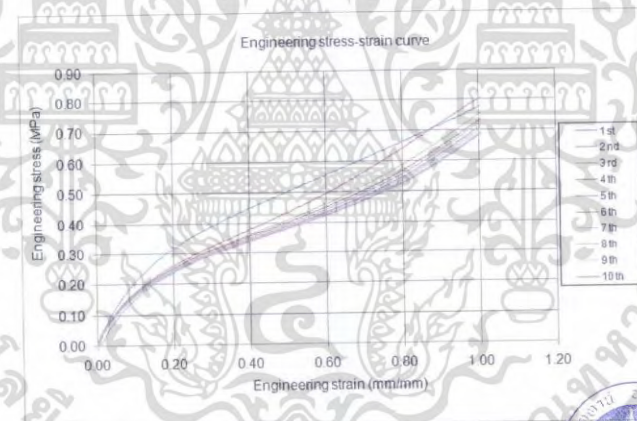 Engineering stress-strain curve
Engineering stress (MPa)
0.90
0.80
0.70
0.60
0.50
0.40
0.30
0.20
0.10
0.00
0.00 0.20 0.40 0.60 0.80 1.00 1.20
Engineering strain (mm/mm)
1st
2nd
3rd
4th
5th
6th
7th
8th
9th
10th